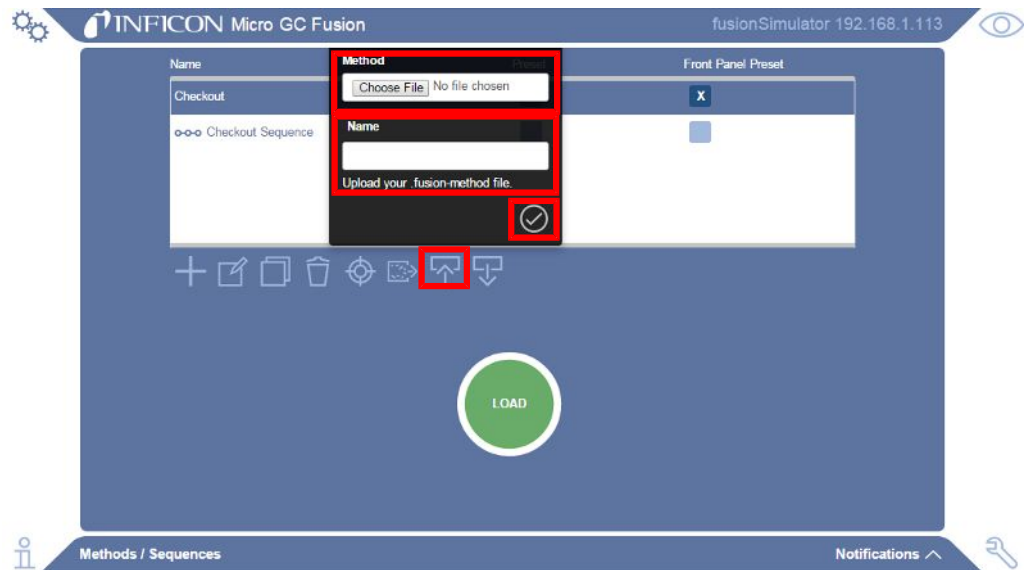 INFICON Micro GC Fusion
fusionSimulator 192.168.1.113
Name
Method
Preset
Front Panel Preset
Checkout
Choose File No file chosen
X
Checkout Sequence
Name
Upload your .fusion-method file.
LOAD
Methods / Sequences
Notifications